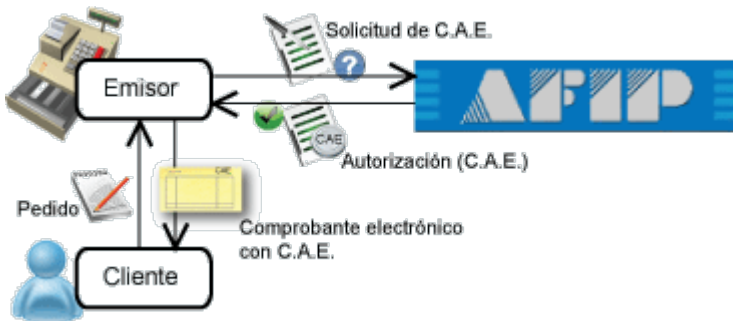 Solicitud de C.A.E.
Emisor
AFIP
CAE
Autorización (C.A.E.)
CAE
Pedido
Comprobante electrónico
con C.A.E.
Cliente